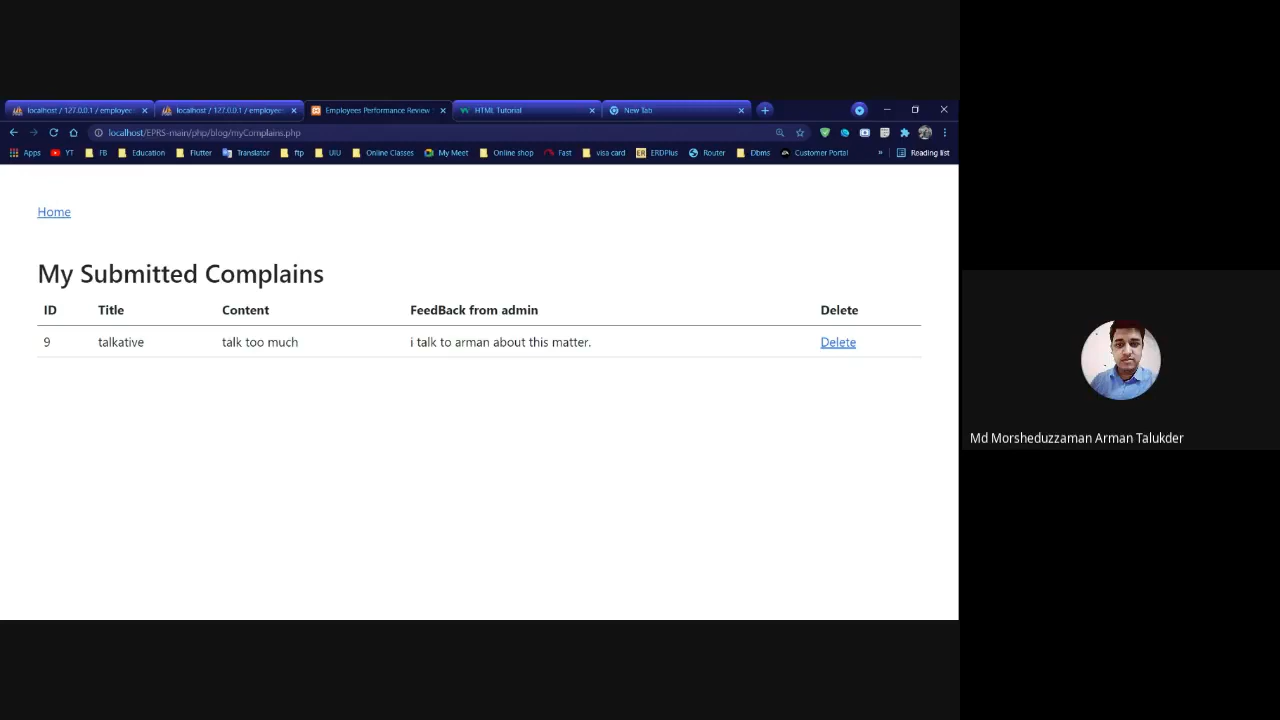 localhost / 127.0.0.1 / employee
localhost / 127.0.0.1 / employee
Employees Performance Review
HTML Tutorial
New Tab
localhost/EPRS-main/php/blog/myComplains.php
Apps YT FB Education Flutter Translator ftp UIU Online Classes My Meet Online shop Fast visa card ERDPlus Router Dbms Customer Portal » Reading list
Home
My Submitted Complains
ID Title Content FeedBack from admin Delete
9 talkative talk too much i talk to arman about this matter. Delete
Md Morsheduzzaman Arman Talukder